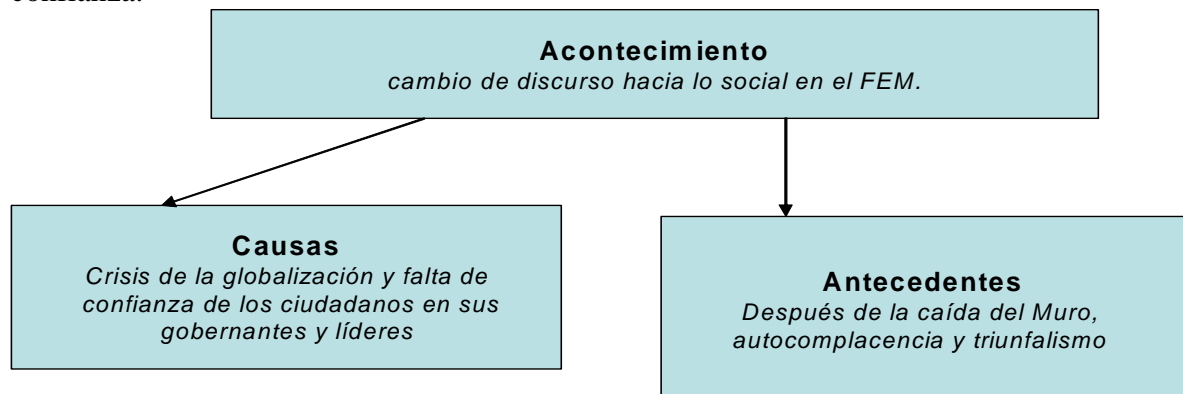 confianza.
Acontecimiento
cambio de discurso hacia lo social en el FEM.
Causas
Crisis de la globalización y falta de
confianza de los ciudadanos en sus
gobernantes y líderes
Antecedentes
Después de la caída del Muro,
autocomplacencia y triunfalismo